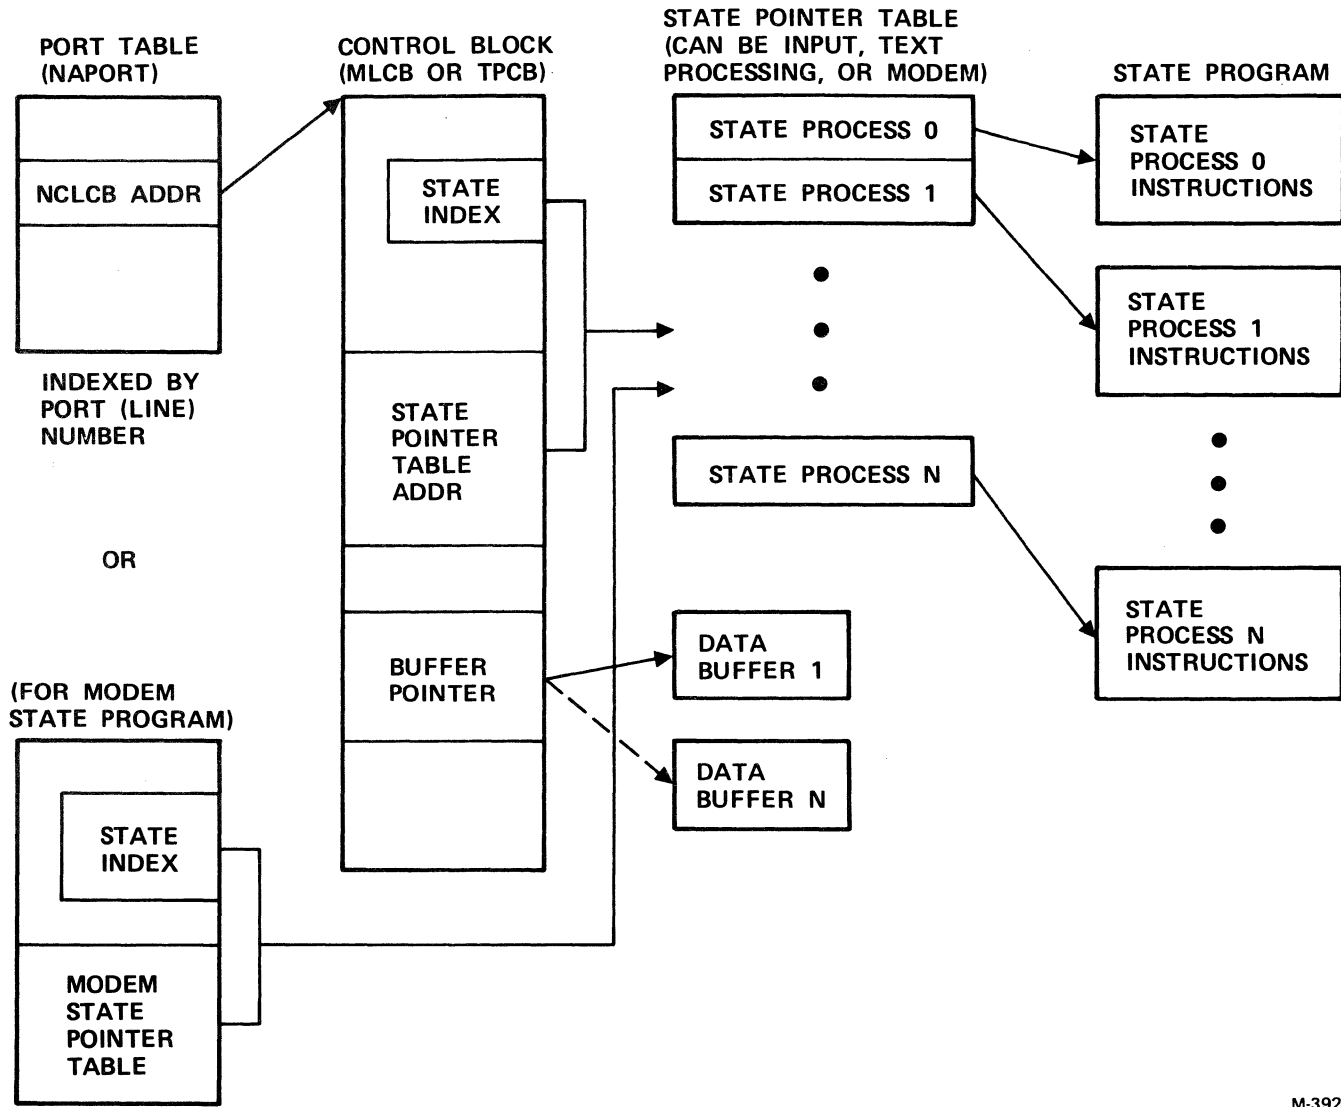 PORT TABLE
(NAPORT)
NCLCB ADDR
INDEXED BY
PORT (LINE)
NUMBER
OR
(FOR MODEM
STATE PROGRAM)
STATE
INDEX
MODEM
STATE
POINTER
TABLE
CONTROL BLOCK
(MLCB OR TPCB)
STATE
INDEX
STATE
POINTER
TABLE
ADDR
BUFFER
POINTER
STATE POINTER TABLE
(CAN BE INPUT, TEXT
PROCESSING, OR MODEM)
STATE PROCESS 0
STATE PROCESS 1
STATE PROCESS N
DATA
BUFFER 1
DATA
BUFFER N
STATE PROGRAM
STATE
PROCESS 0
INSTRUCTIONS
STATE
PROCESS 1
INSTRUCTIONS
STATE
PROCESS N
INSTRUCTIONS
M-392